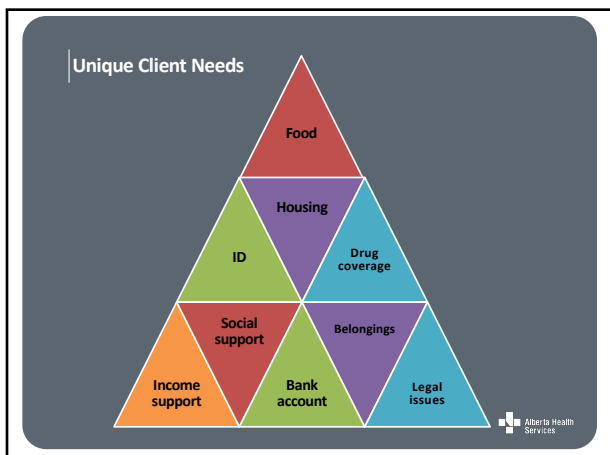 Unique Client Needs
Food
Housing
ID
Drug
coverage
Social
support
Belongings
Income
support
Bank
account
Legal
issues
Alberta Health
Services